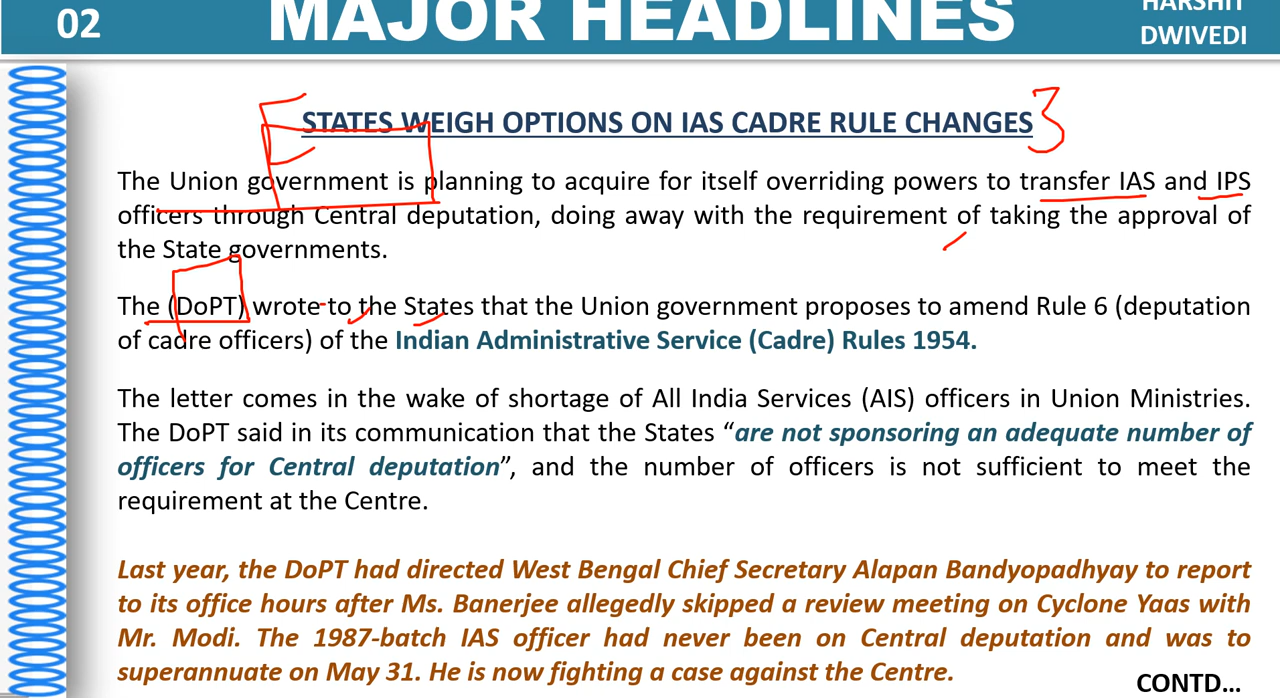 02
MAJOR HEADLINES
HARSHIT
DWIVEDI
STATES WEIGH OPTIONS ON IAS CADRE RULE CHANGES
The Union government is planning to acquire for itself overriding powers to transfer IAS and IPS
officers through Central deputation, doing away with the requirement of taking the approval of
the State governments.
The (DoPT) wrote to the States that the Union government proposes to amend Rule 6 (deputation
of cadre officers) of the Indian Administrative Service (Cadre) Rules 1954.
The letter comes in the wake of shortage of All India Services (AIS) officers in Union Ministries.
The DoPT said in its communication that the States “are not sponsoring an adequate number of
officers for Central deputation”, and the number of officers is not sufficient to meet the
requirement at the Centre.
Last year, the DoPT had directed West Bengal Chief Secretary Alapan Bandyopadhyay to report
to its office hours after Ms. Banerjee allegedly skipped a review meeting on Cyclone Yaas with
Mr. Modi. The 1987-batch IAS officer had never been on Central deputation and was to
superannuate on May 31. He is now fighting a case against the Centre.
CONTD...